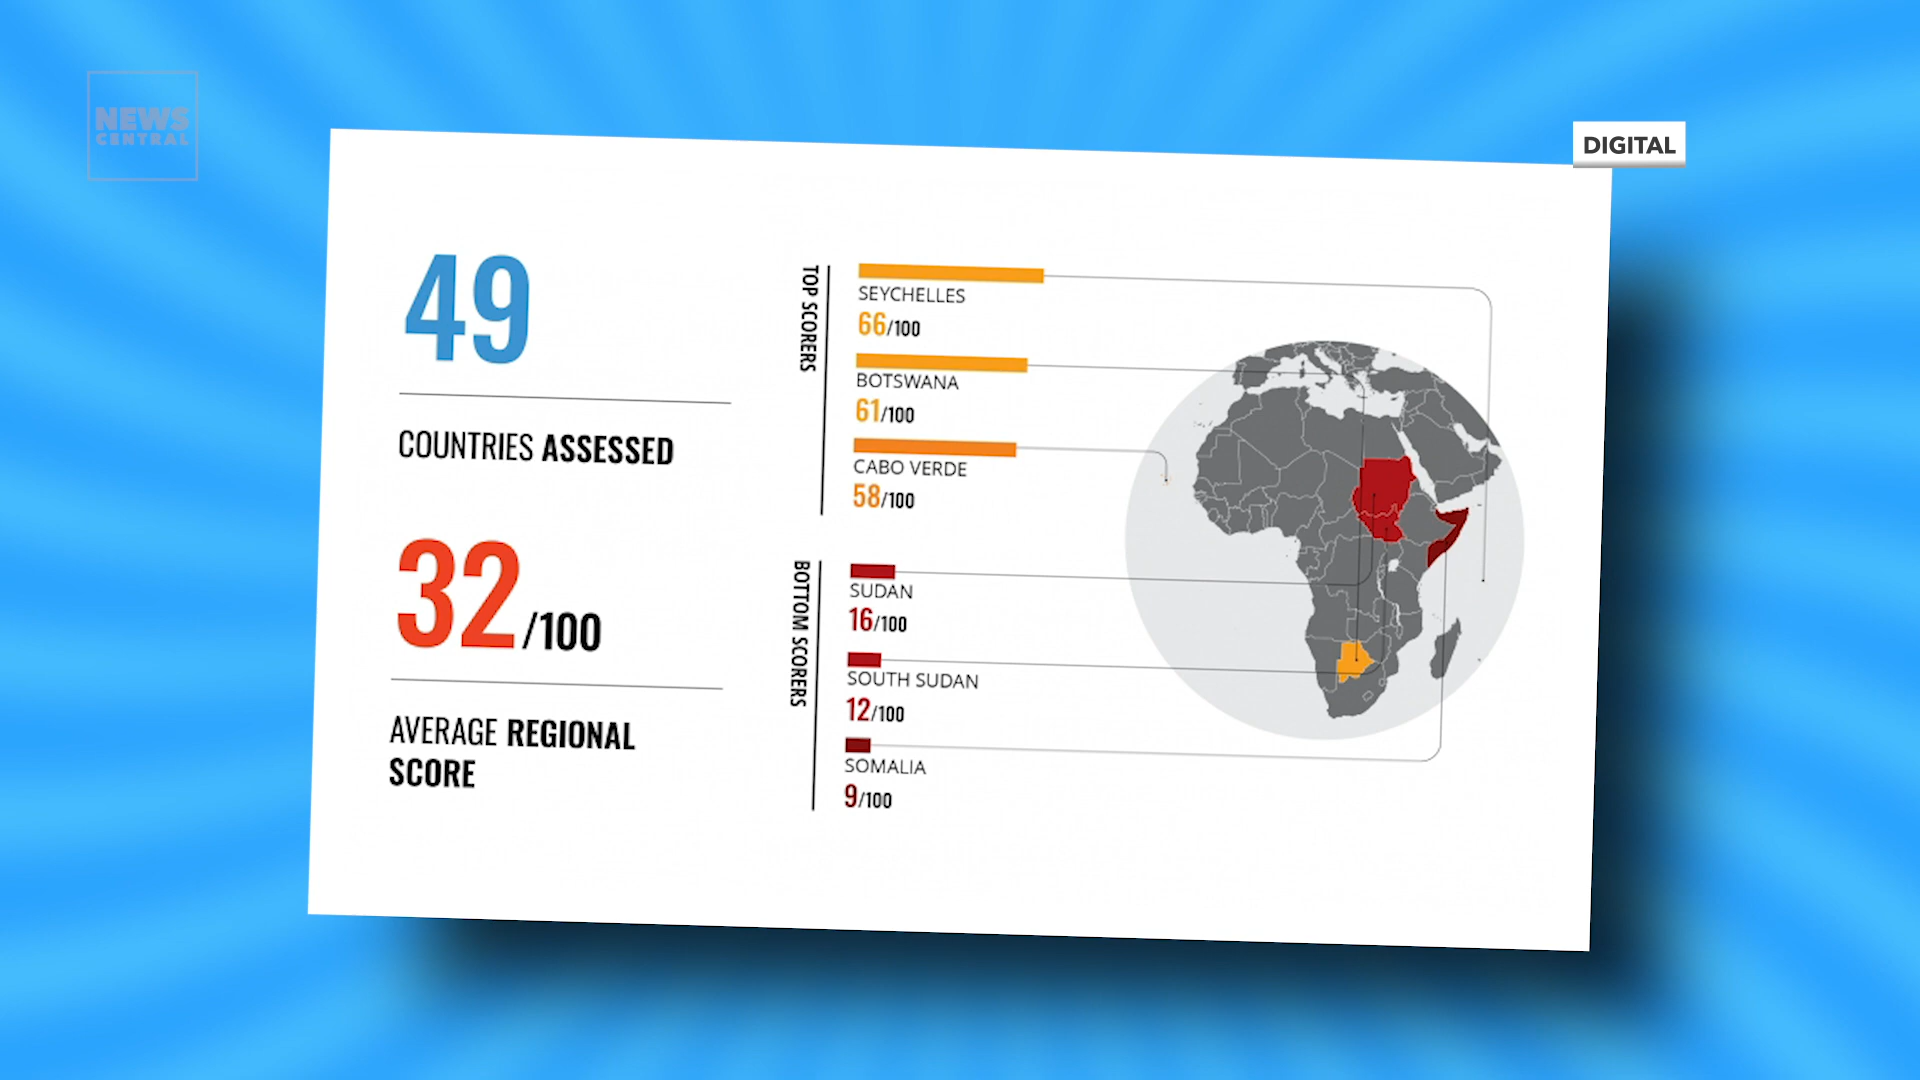 NEWS
CENTRAL
DIGITAL
49
COUNTRIES ASSESSED
32/100
AVERAGE REGIONAL
SCORE
TOP SCORERS
SEYCHELLES
66/100
BOTSWANA
61/100
CABO VERDE
58/100
BOTTOM SCORERS
SUDAN
16/100
SOUTH SUDAN
12/100
SOMALIA
9/100